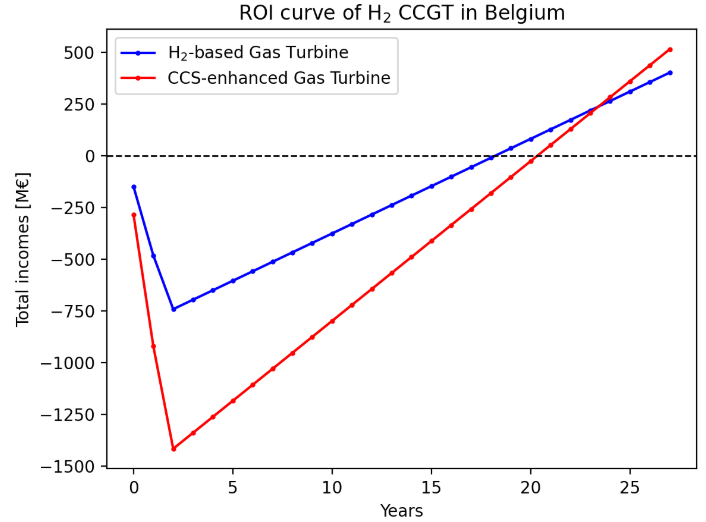 ROI curve of H₂ CCGT in Belgium
H₂-based Gas Turbine
CCS-enhanced Gas Turbine
Total incomes [M€]
500
250
0
−250
−500
−750
−1000
−1250
−1500
0 5 10 15 20 25
Years